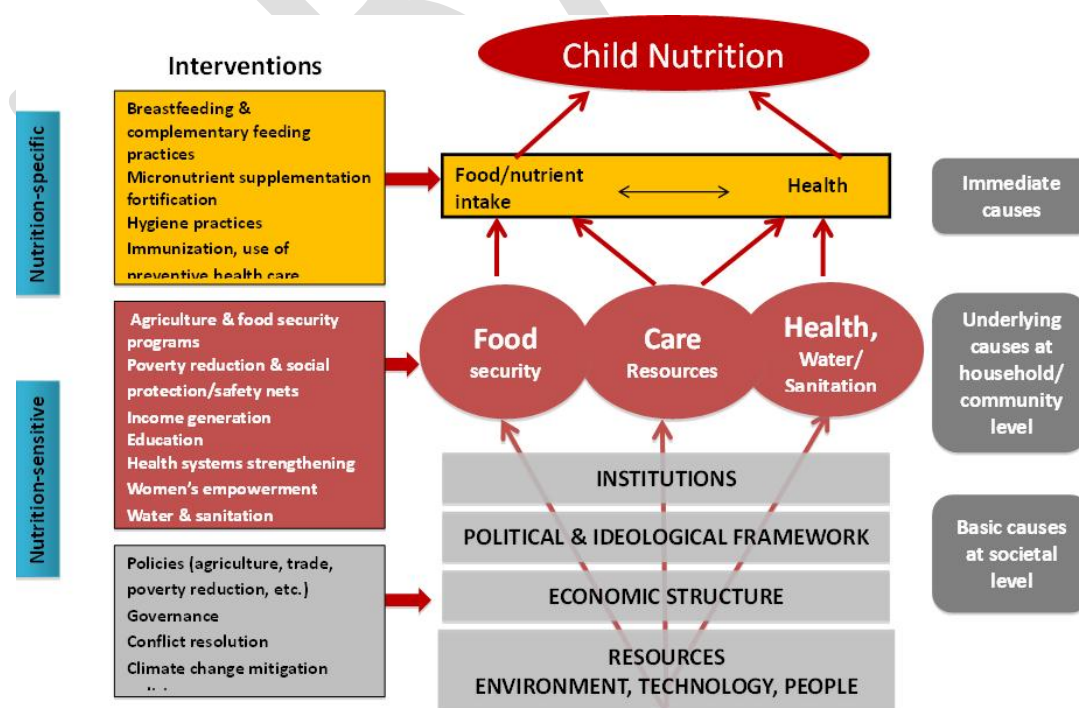 Child Nutrition
Interventions
Nutrition-specific
Breastfeeding &
complementary feeding
practices
Micronutrient supplementation
fortification
Hygiene practices
Immunization, use of
preventive health care
Food/nutrient
intake
Health
Immediate
causes
Nutrition-sensitive
Agriculture & food security
programs
Poverty reduction & social
protection/safety nets
Income generation
Education
Health systems strengthening
Women's empowerment
Water & sanitation
Food
security
Care
Resources
Health,
Water/
Sanitation
Underlying
causes at
household/
community
level
INSTITUTIONS
POLITICAL & IDEOLOGICAL FRAMEWORK
ECONOMIC STRUCTURE
RESOURCES
ENVIRONMENT, TECHNOLOGY, PEOPLE
Basic causes
at societal
level
Policies (agriculture, trade,
poverty reduction, etc.)
Governance
Conflict resolution
Climate change mitigation